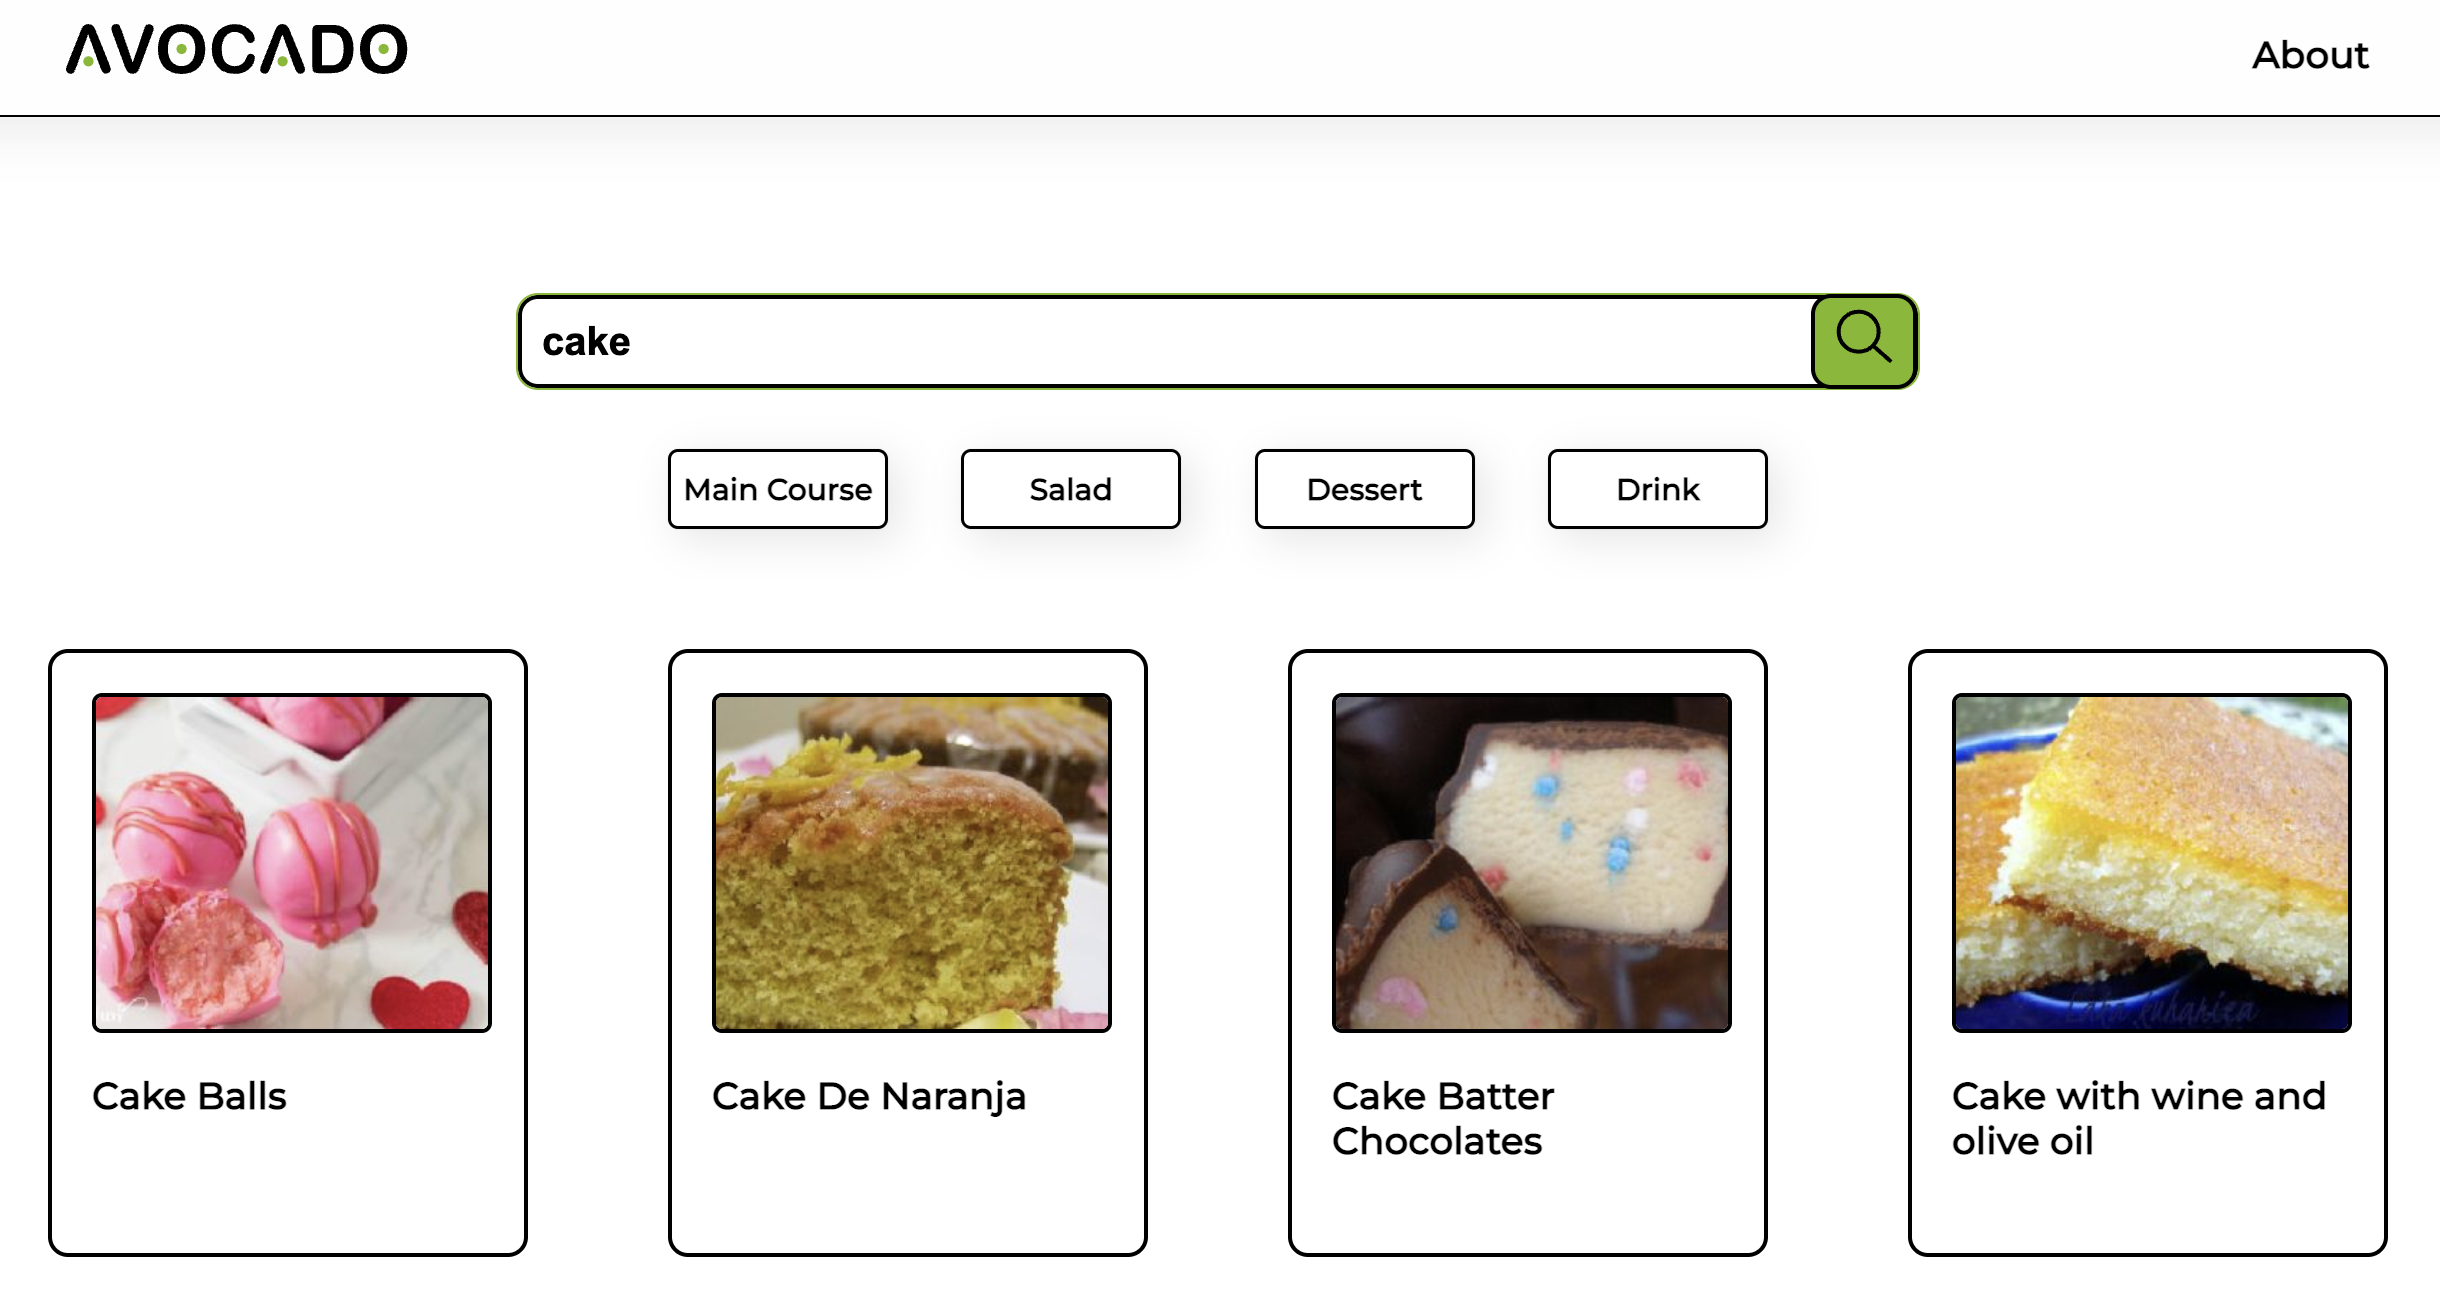 AVOCADO
About
cake
Main Course
Salad
Dessert
Drink
Cake Balls
Cake De Naranja
Cake Batter
Chocolates
Cake with wine and
olive oil